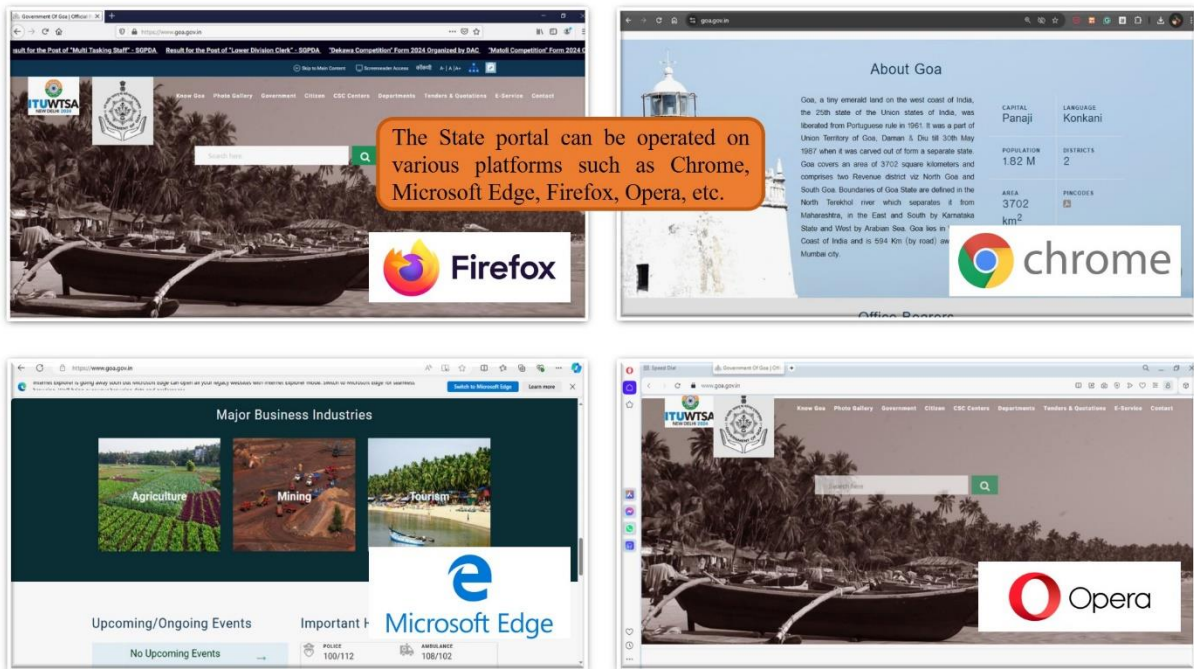 Government Of Goa | Official
https://www.goa.gov.in
"Multi Tasking Staff" - SGPDA Result for the Post of "Lower Division Clerk" - SGPDA "Dekawa Competition" Form 2024 Organized by DAC "Matoli Competition" Form 2024
Skip to Main Content Screenreader Access कोंकणी A- | A | A+
ITUWTSA
NEW DELHI 2024
Know Goa Photo Gallery Government Citizen CSC Centers Departments Tenders & Quotations E-Service Contact
Search here
Firefox
The State portal can be operated on
various platforms such as Chrome,
Microsoft Edge, Firefox, Opera, etc.
goa.gov.in
About Goa
Goa, a tiny emerald land on the west coast of India,
the 25th state of the Union states of India, was
liberated from Portuguese rule in 1961. It was a part of
Union Territory of Goa, Daman & Diu till 30th May
1987 when it was carved out of form a separate state.
Goa covers an area of 3702 square kilometers and
comprises two Revenue district viz North Goa and
South Goa. Boundaries of Goa State are defined in the
North Terekhol river which separates it from
Maharashtra, in the East and South by Karnataka
State and West by Arabian Sea. Goa lies in
Coast of India and is 594 Km (by road)
Mumbai city.
CAPITAL
Panaji
LANGUAGE
Konkani
POPULATION
1.82 M
DISTRICTS
2
AREA
3702
km²
PINCODES
chrome
Office Bearers
https://www.goa.gov.in
Switch to Microsoft Edge Learn more
Major Business Industries
Agriculture
Mining
Tourism
Microsoft Edge
Upcoming/Ongoing Events
No Upcoming Events
Important
POLICE
100/112
AMBULANCE
108/102
Speed Dial
Government Of Goa | Off
www.goa.gov.in
ITUWTSA
NEW DELHI 2024
Know Goa Photo Gallery Government Citizen CSC Centers Departments Tenders & Quotations E-Service Contact
Search here
Opera